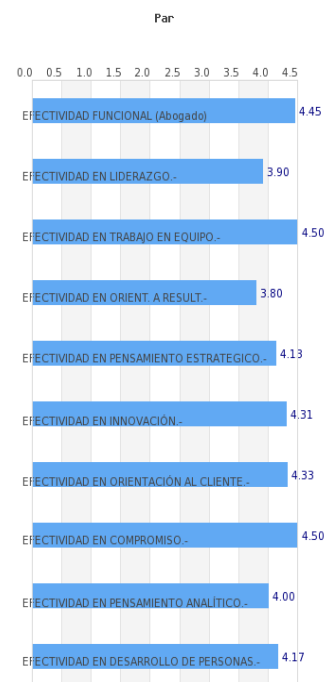 Par
0.0 0.5 1.0 1.5 2.0 2.5 3.0 3.5 4.0 4.5
EFECTIVIDAD FUNCIONAL (Abogado) 4.45
EFECTIVIDAD EN LIDERAZGO.- 3.90
EFECTIVIDAD EN TRABAJO EN EQUIPO.- 4.50
EFECTIVIDAD EN ORIENT. A RESULT.- 3.80
EFECTIVIDAD EN PENSAMIENTO ESTRATEGICO.- 4.13
EFECTIVIDAD EN INNOVACIÓN.- 4.31
EFECTIVIDAD EN ORIENTACIÓN AL CLIENTE.- 4.33
EFECTIVIDAD EN COMPROMISO.- 4.50
EFECTIVIDAD EN PENSAMIENTO ANALÍTICO.- 4.00
EFECTIVIDAD EN DESARROLLO DE PERSONAS.- 4.17